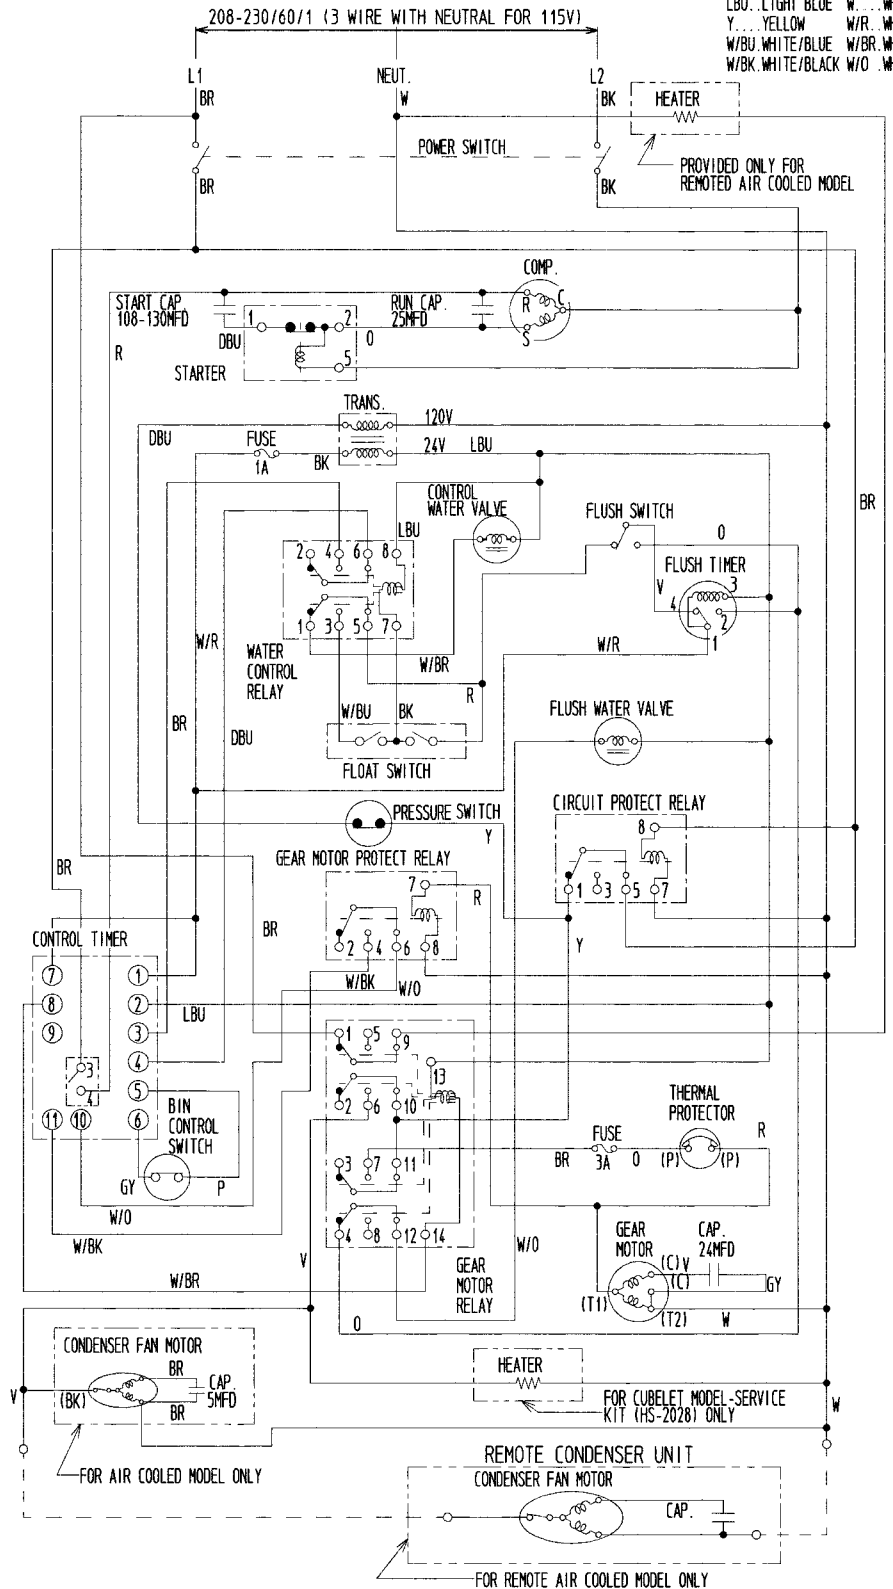 208-230/60/1 (3 WIRE WITH NEUTRAL FOR 115V)
LBU..LIGHT BLUE W....
Y....YELLOW W/R..
W/BU.WHITE/BLUE W/BR.
W/BK.WHITE/BLACK W/O .
L1
NEUT.
L2
BR
W
BK
HEATER
POWER SWITCH
PROVIDED ONLY FOR
REMOTED AIR COOLED MODEL
BR
BK
COMP.
START CAP.
108-130MFD
RUN CAP.
25MFD
R
C
S
1
2
DBU
O
5
R
STARTER
TRANS.
120V
DBU
FUSE
1A
BK
24V
LBU
BR
CONTROL
WATER VALVE
FLUSH SWITCH
O
LBU
2 4 6 8
FLUSH TIMER
V
4
3
2
1
1 3 5 7
W/R
WATER
CONTROL
RELAY
W/BR
W/R
R
W/BU
BK
FLUSH WATER VALVE
BR
DBU
FLOAT SWITCH
PRESSURE SWITCH
Y
CIRCUIT PROTECT RELAY
8
1 3 5 7
GEAR MOTOR PROTECT RELAY
7
R
BR
2 4 6 8
BR
Y
CONTROL TIMER
W/BK
W/O
7
1
8
2
LBU
9
3
3
4
4
5
11
10
6
BIN
CONTROL
SWITCH
GY
P
W/O
W/BK
W/BR
1 5 9
13
2 6 10
3 7 11
4 8 12 14
THERMAL
PROTECTOR
FUSE
3A
BR
O
(P)
(P)
R
V
W/O
GEAR
MOTOR
RELAY
GEAR
MOTOR
CAP.
24MFD
(C)V
(C)
GY
(T1)
(T2)
W
O
CONDENSER FAN MOTOR
BR
CAP.
5MFD
V
(BK)
BR
HEATER
FOR CUBELET MODEL-SERVICE
KIT (HS-2028) ONLY
W
FOR AIR COOLED MODEL ONLY
REMOTE CONDENSER UNIT
CONDENSER FAN MOTOR
CAP.
FOR REMOTE AIR COOLED MODEL ONLY